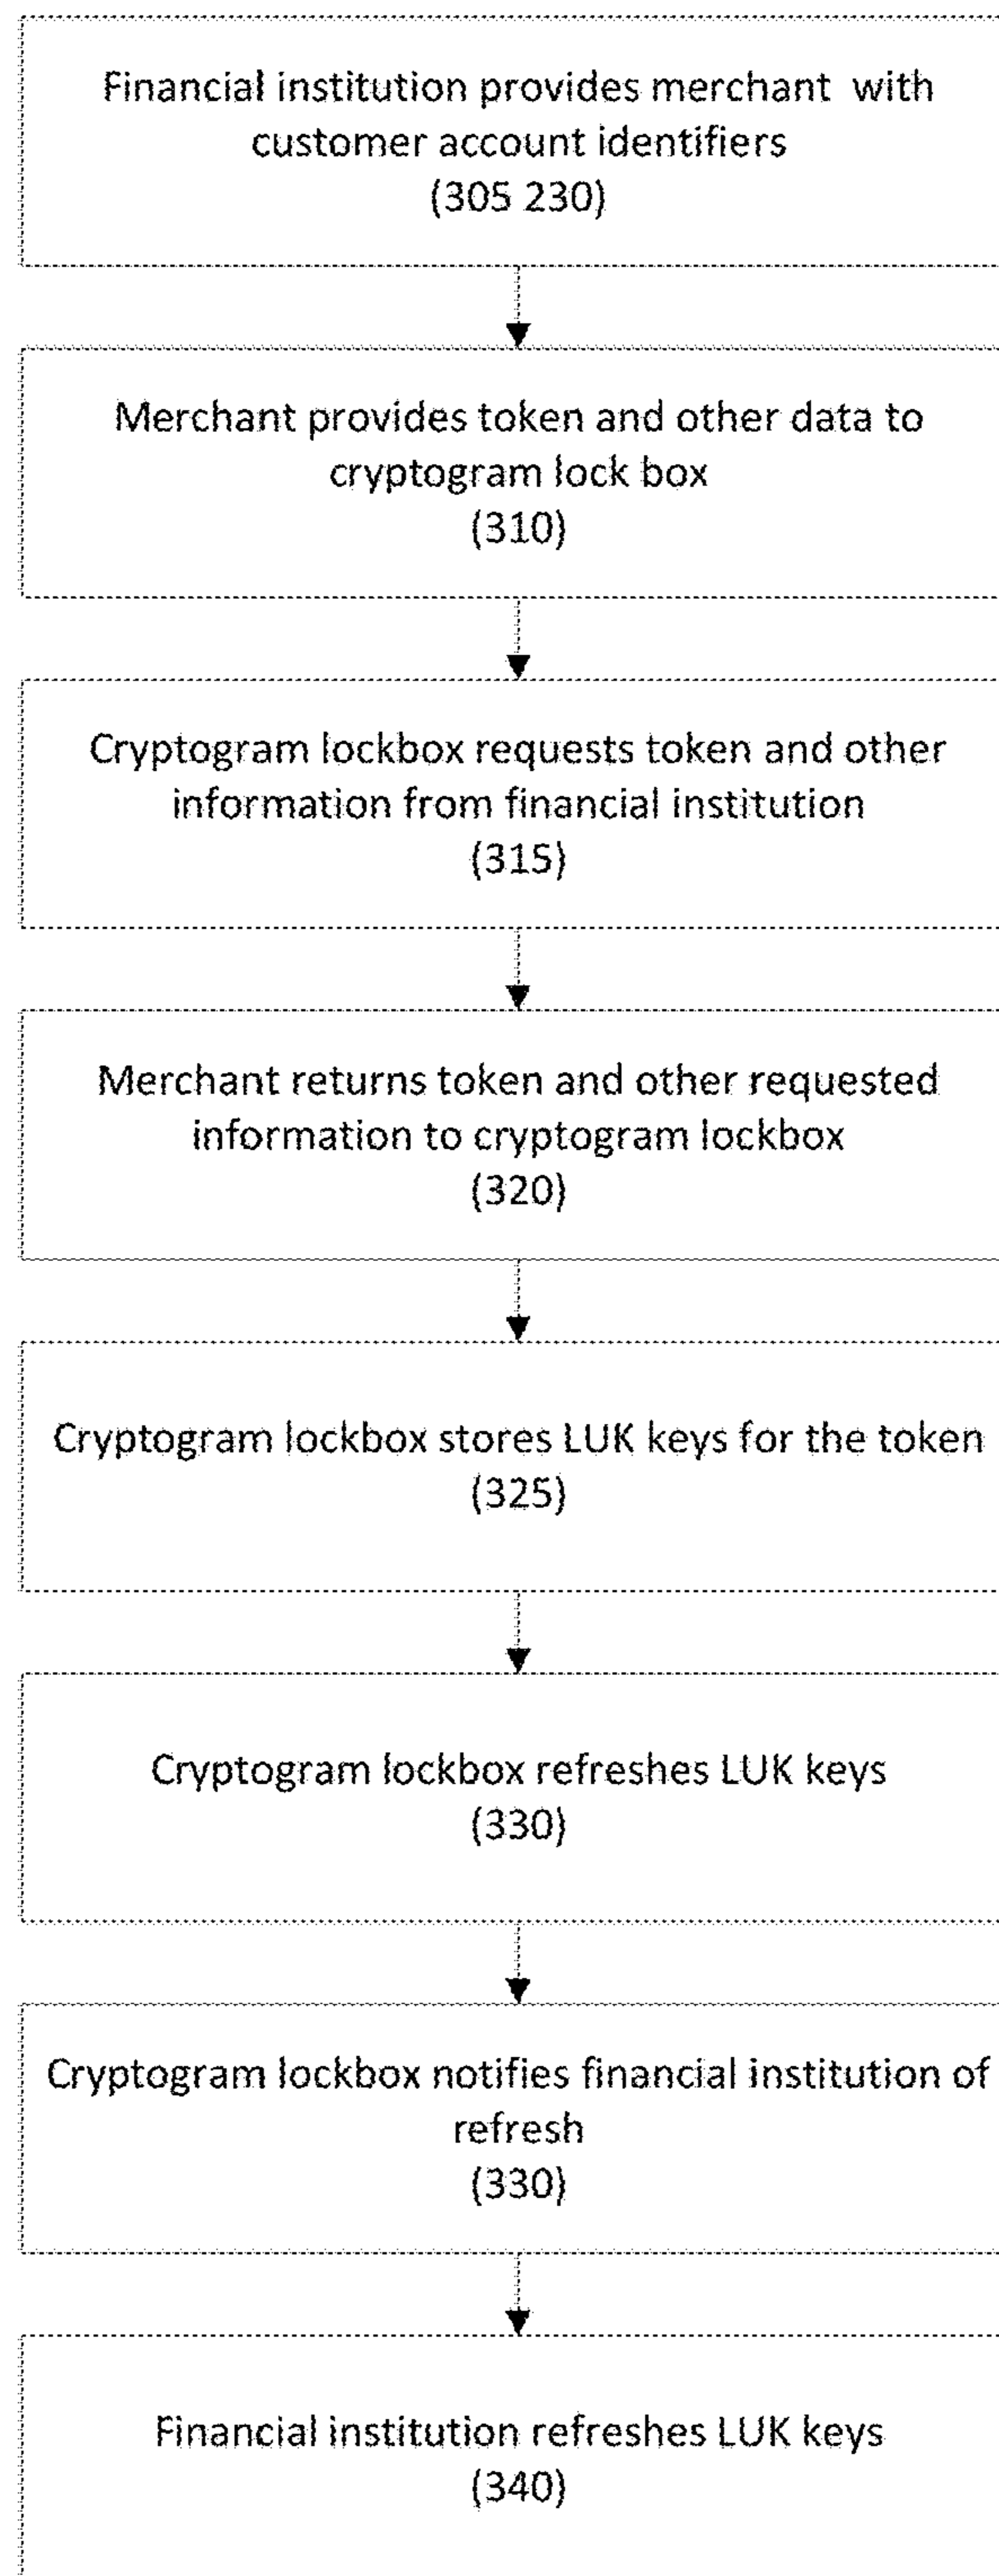 Financial institution provides merchant with
customer account identifiers
(305 230)
Merchant provides token and other data to
cryptogram lock box
(310)
Cryptogram lockbox requests token and other
information from financial institution
(315)
Merchant returns token and other requested
information to cryptogram lockbox
(320)
Cryptogram lockbox stores LUK keys for the token
(325)
Cryptogram lockbox refreshes LUK keys
(330)
Cryptogram lockbox notifies financial institution of
refresh
(330)
Financial institution refreshes LUK keys
(340)